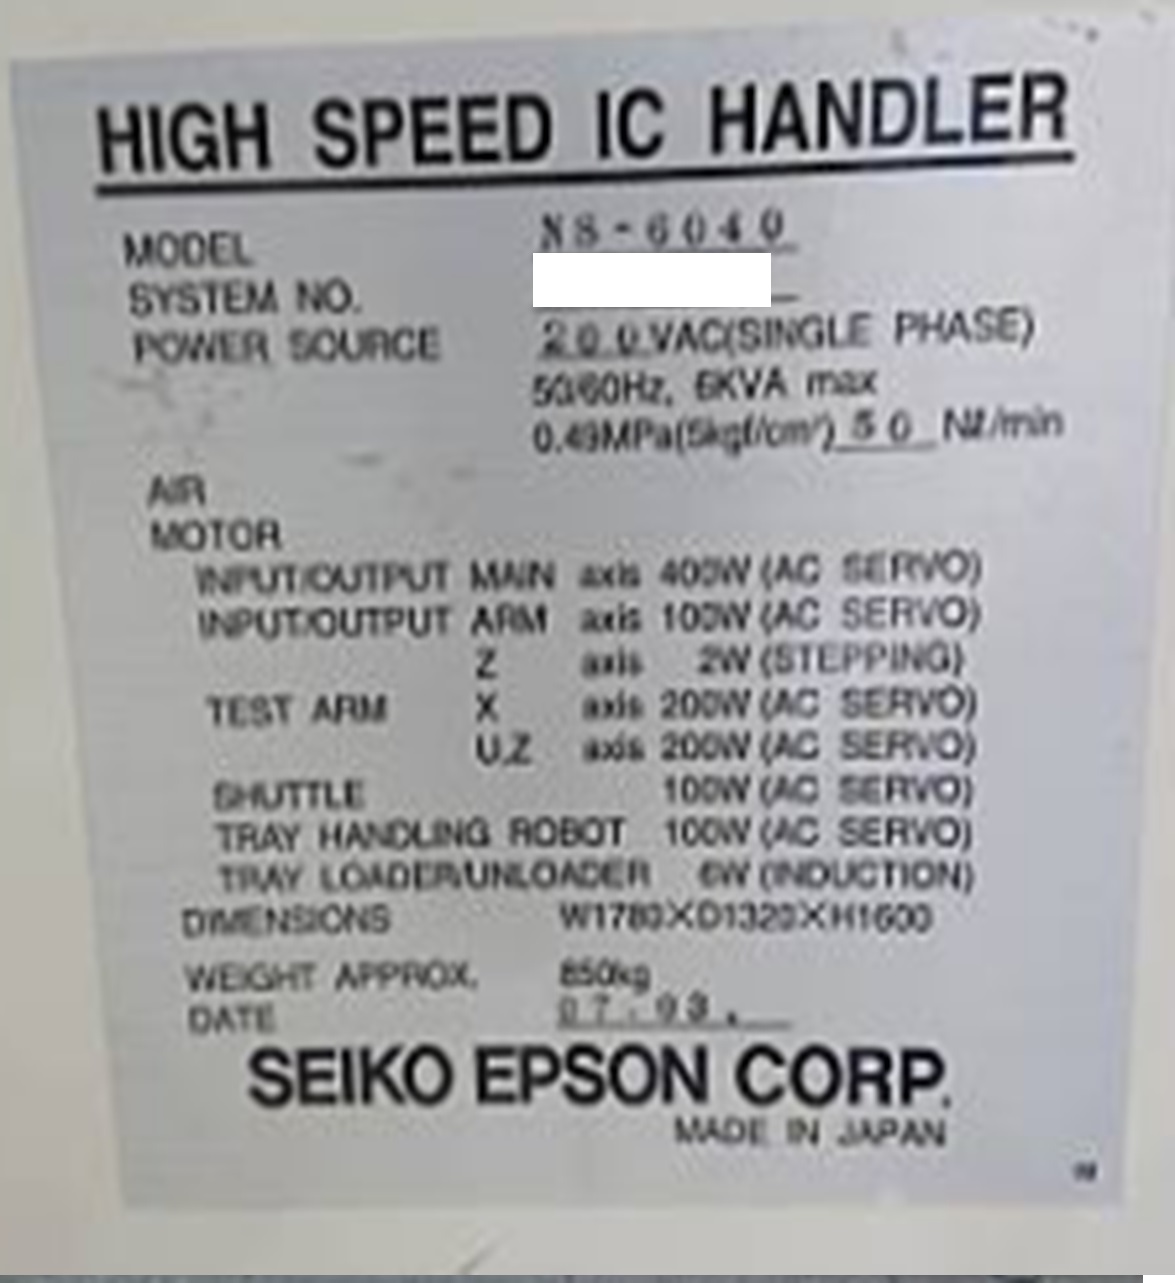 HIGH SPEED IC HANDLER
MODEL NS-6040
SYSTEM NO.
POWER SOURCE 200VAC(SINGLE PHASE)
50/60Hz, 6KVA max
0.49MPa(5kgf/cm²) 50 Nℓ/min
AIR
MOTOR
INPUT/OUTPUT MAIN axis 400W (AC SERVO)
INPUT/OUTPUT ARM axis 100W (AC SERVO)
Z axis 2W (STEPPING)
TEST ARM X axis 200W (AC SERVO)
U,Z axis 200W (AC SERVO)
SHUTTLE 100W (AC SERVO)
TRAY HANDLING ROBOT 100W (AC SERVO)
TRAY LOADER/UNLOADER 6W (INDUCTION)
DIMENSIONS W1780×D1320×H1600
WEIGHT APPROX. 850kg
DATE 07.03.
SEIKO EPSON CORP.
MADE IN JAPAN